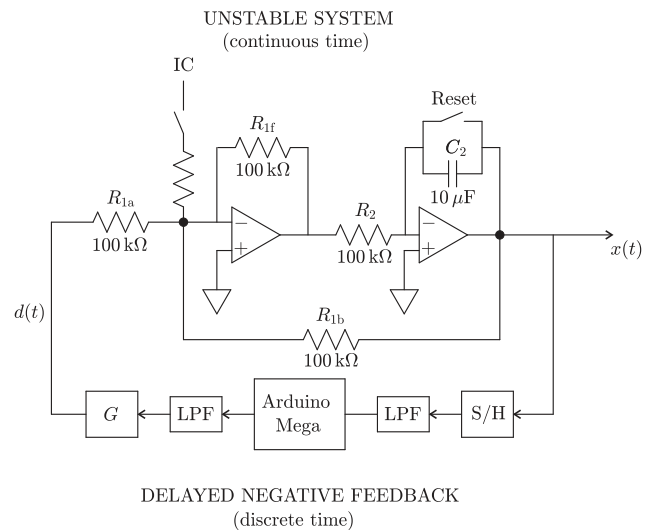 UNSTABLE SYSTEM
(continuous time)
IC
Reset
R1f
100 kΩ
C2
10 μF
R1a
100 kΩ
−
+
R2
100 kΩ
−
+
x(t)
d(t)
R1b
100 kΩ
G
LPF
Arduino
Mega
LPF
S/H
DELAYED NEGATIVE FEEDBACK
(discrete time)